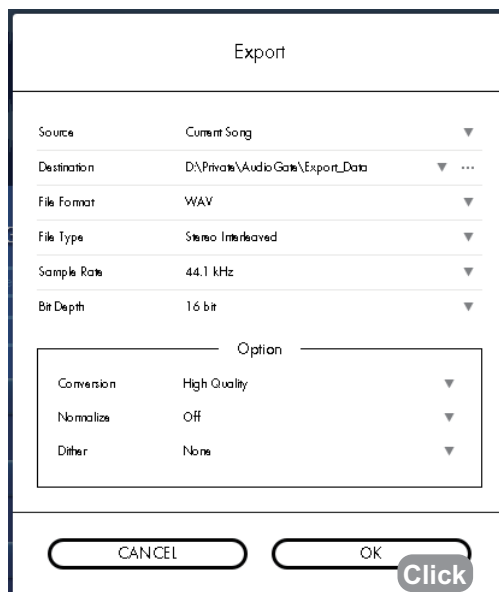 Export
Source Current Song
Destination D:\Private\AudioGate\Export_Data ...
File Format WAV
File Type Stereo Interleaved
Sample Rate 44.1 kHz
Bit Depth 16 bit
Option
Conversion High Quality
Normalize Off
Dither None
CANCEL OK
Click